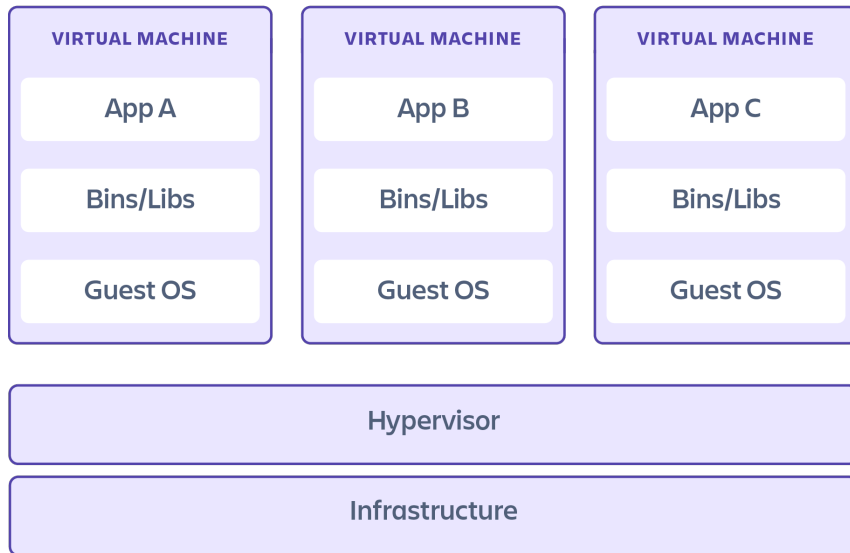 VIRTUAL MACHINE
App A
Bins/Libs
Guest OS
VIRTUAL MACHINE
App B
Bins/Libs
Guest OS
VIRTUAL MACHINE
App C
Bins/Libs
Guest OS
Hypervisor
Infrastructure